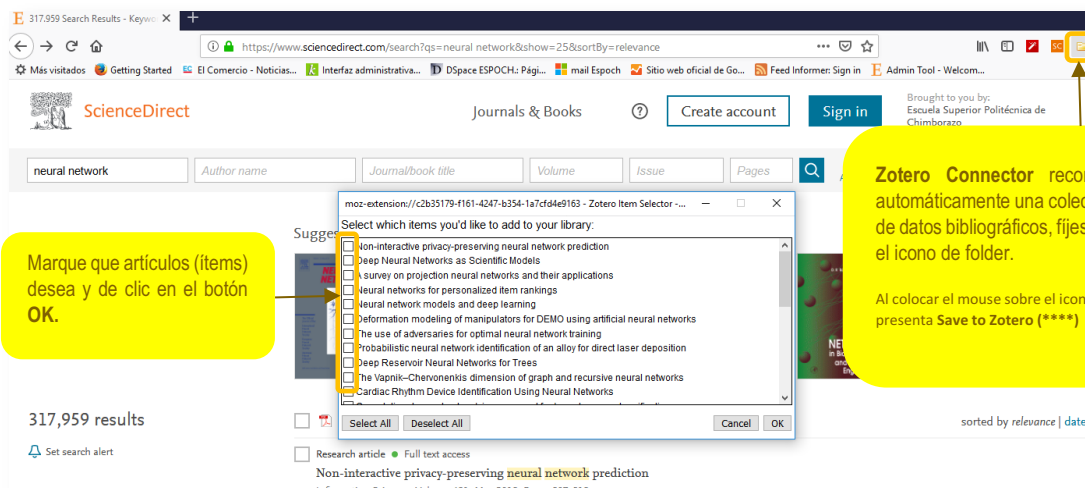 317.959 Search Results - Keywo
https://www.sciencedirect.com/search?qs=neural network&show=25&sortBy=relevance
Más visitados Getting Started El Comercio - Noticias... Interfaz administrativa... DSpace ESPOCH.: Pági... mail Espoch Sitio web oficial de Go... Feed Informer: Sign in Admin Tool - Welcom...
ScienceDirect
Journals & Books
Create account
Sign in
Brought to you by:
Escuela Superior Politécnica de
Chimborazo
neural network
Author name
Journal/book title
Volume
Issue
Pages
Zotero Connector recon
automáticamente una colec
de datos bibliográficos, fíjes
el icono de folder.
Al colocar el mouse sobre el icon
presenta Save to Zotero (****)
Marque que artículos (ítems)
desea y de clic en el botón
OK.
Sugge
moz-extension://c2b35179-f161-4247-b354-1a7cfd4e9163 - Zotero Item Selector -...
Select which items you'd like to add to your library:
Non-interactive privacy-preserving neural network prediction
Deep Neural Networks as Scientific Models
A survey on projection neural networks and their applications
Neural networks for personalized item rankings
Neural network models and deep learning
Deformation modeling of manipulators for DEMO using artificial neural networks
The use of adversaries for optimal neural network training
Probabilistic neural network identification of an alloy for direct laser deposition
Deep Reservoir Neural Networks for Trees
The Vapnik–Chervonenkis dimension of graph and recursive neural networks
Cardiac Rhythm Device Identification Using Neural Networks
Select All Deselect All Cancel OK
317,959 results
sorted by relevance | date
Set search alert
Research article Full text access
Non-interactive privacy-preserving neural network prediction